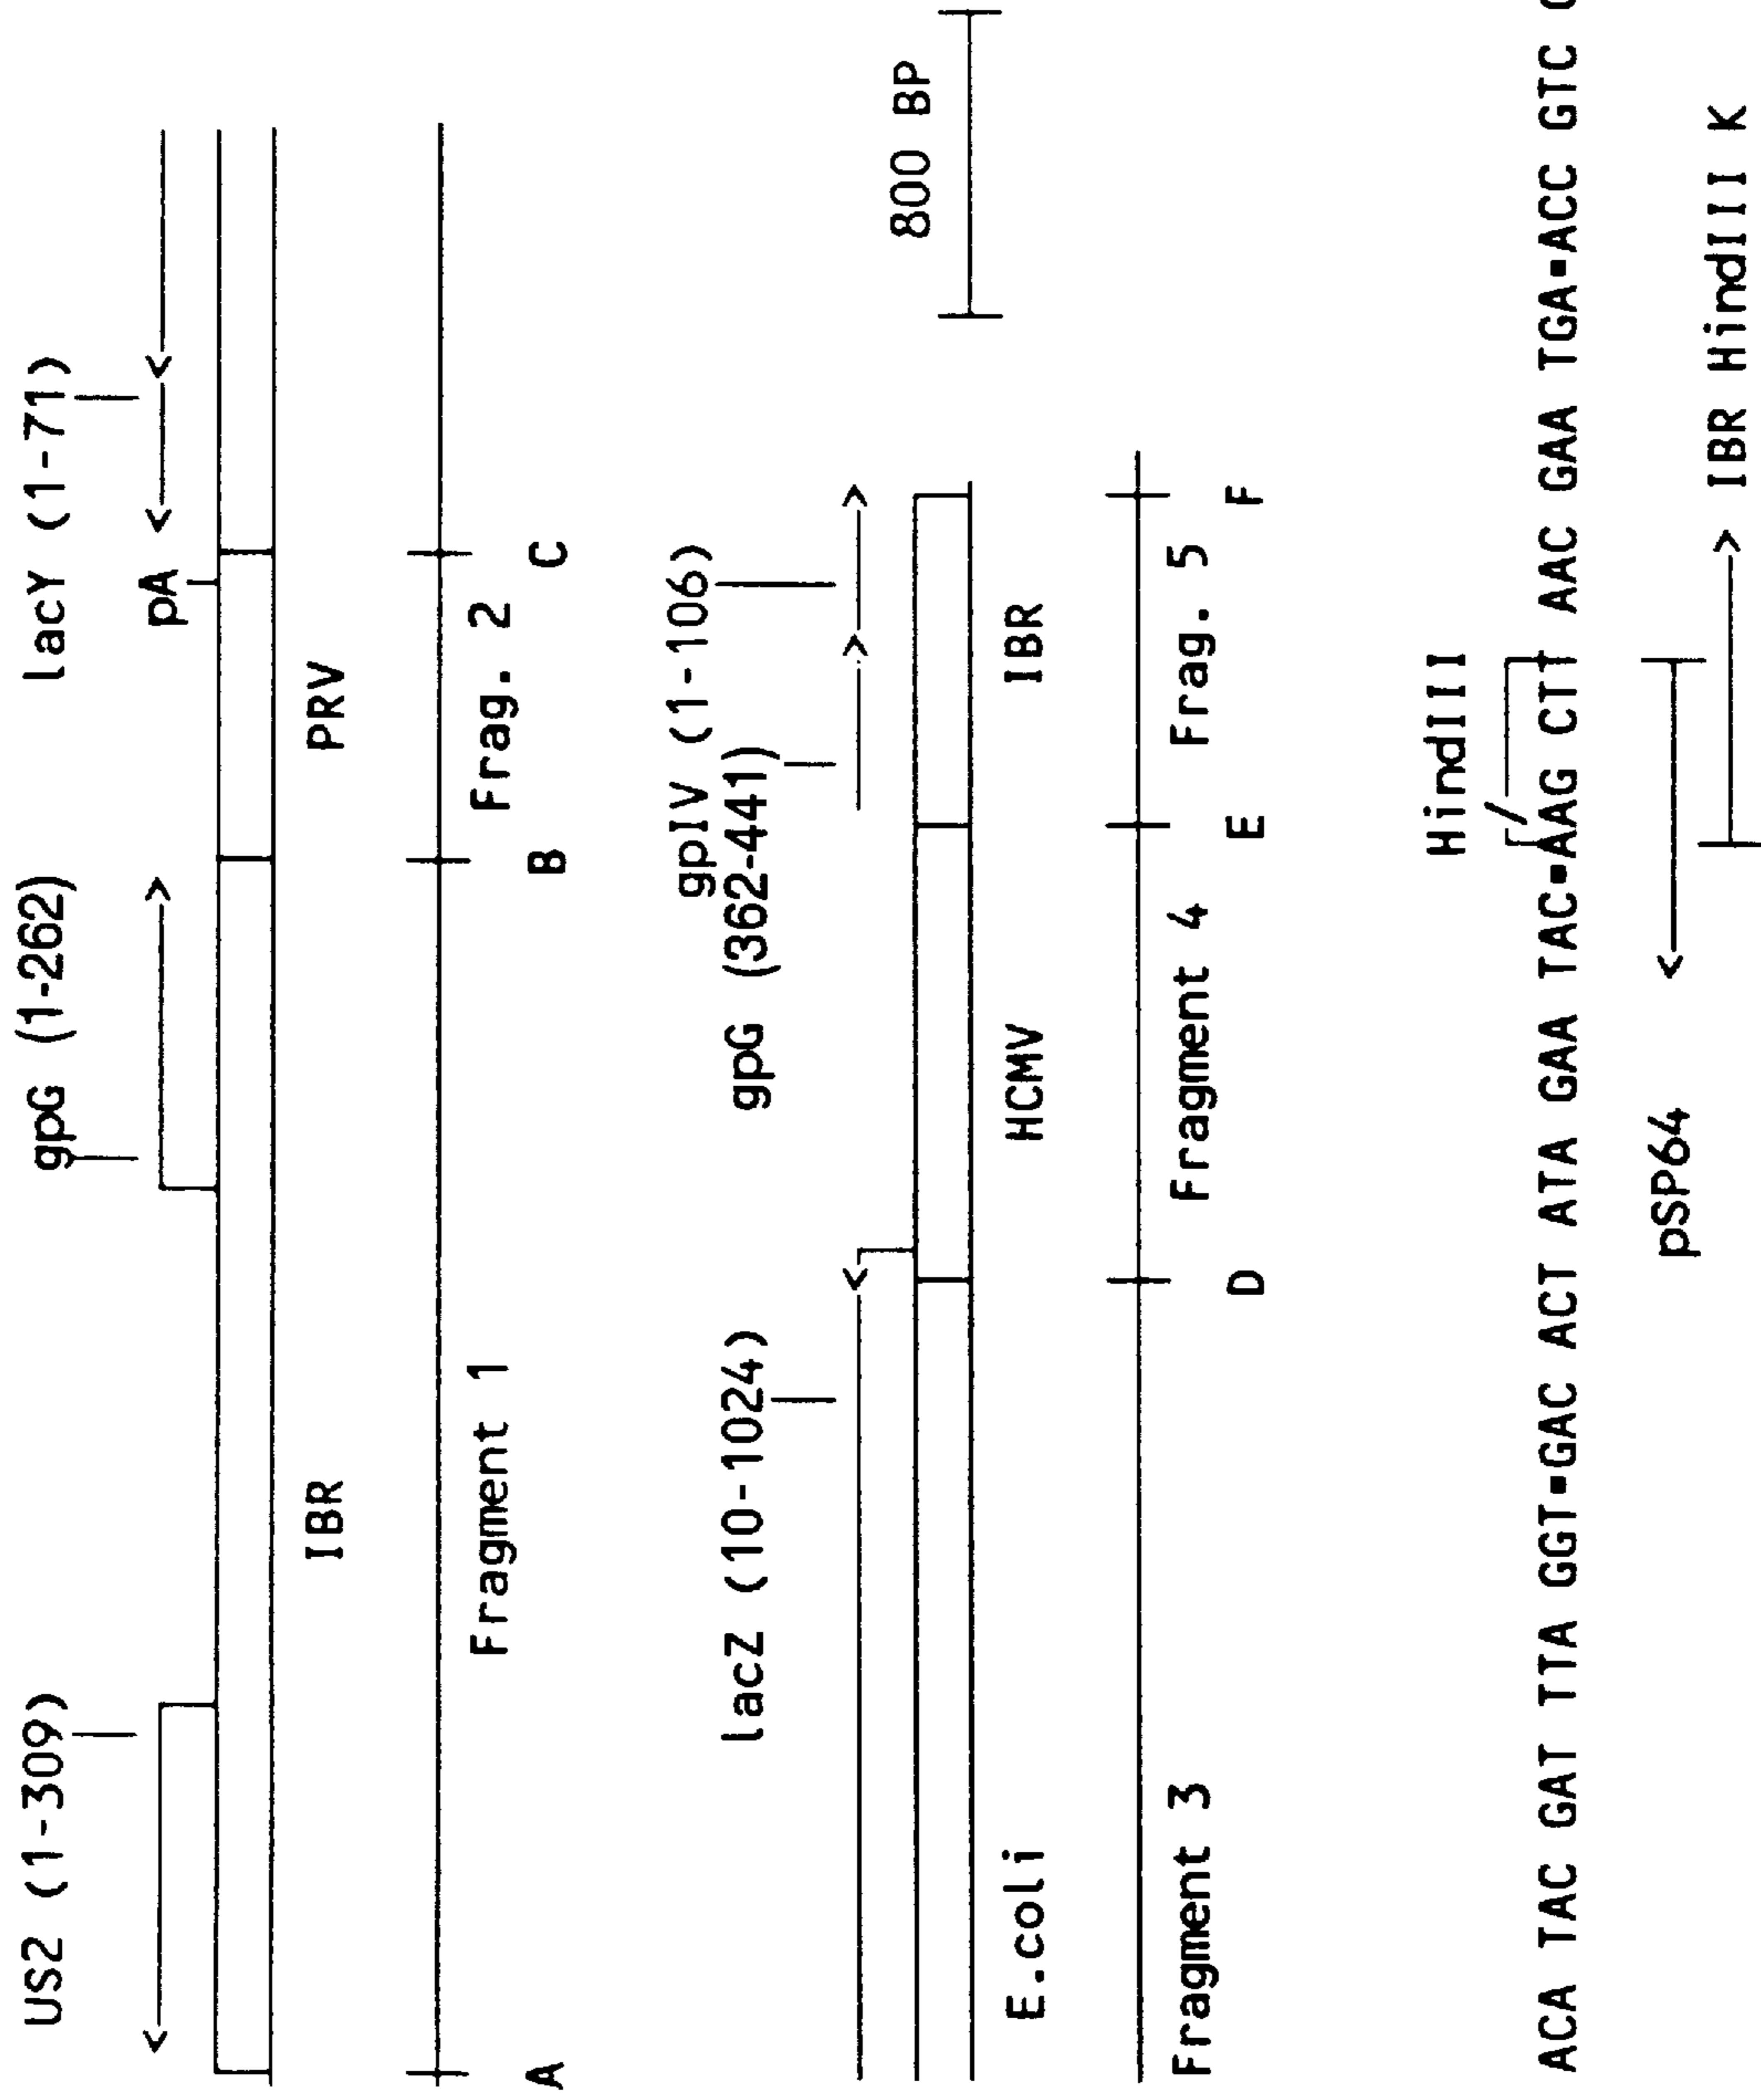 US2 (1-309)
gpG (1-262)
lacY (1-71)
pA
IBR
PRV
Fragment 1
Frag. 2
A
B
C
lacZ (10-1024)
gpIV (1-106)
gpG (362-441)
E.coli
HCMV
IBR
800 BP
Fragment 3
Fragment 4
Frag. 5
D
E
F
HindIII
ACA TAC GAT TTA GGT▪GAC ACT ATA GAA TAC▪AAG CTT AAC GAA TGA▪ACC GTC
pSP64
IBR HindIII K